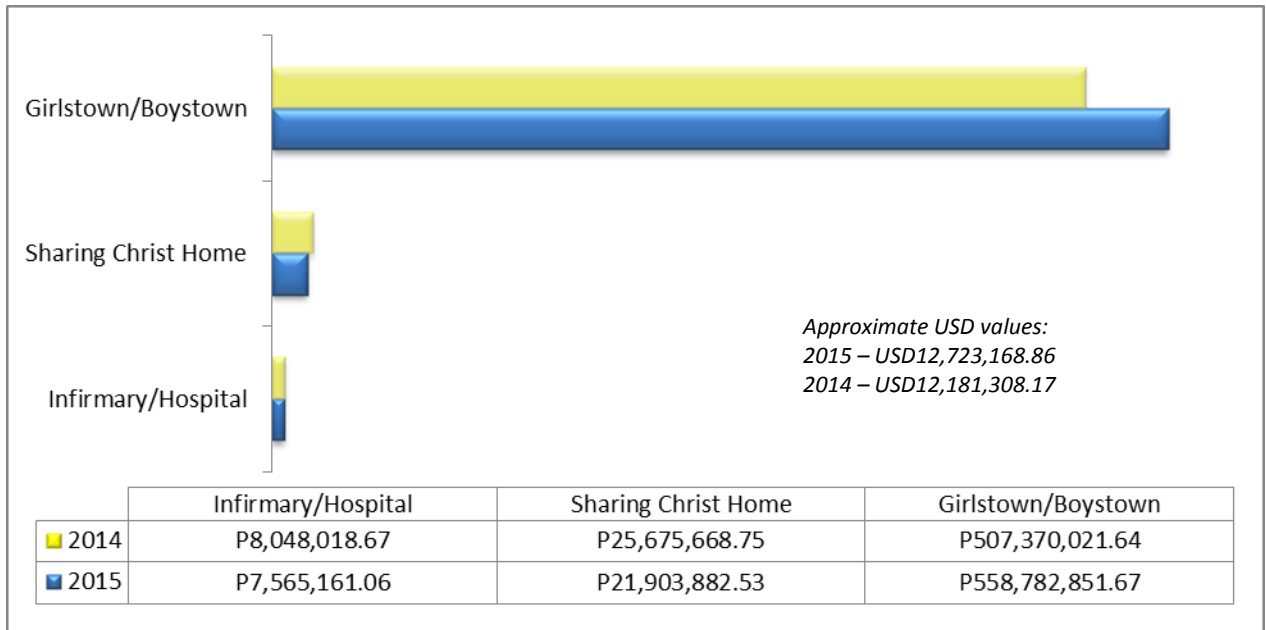 Girlstown/Boystown
Sharing Christ Home
Infirmary/Hospital
Approximate USD values:
2015 – USD12,723,168.86
2014 – USD12,181,308.17
Infirmary/Hospital Sharing Christ Home Girlstown/Boystown
2014 P8,048,018.67 P25,675,668.75 P507,370,021.64
2015 P7,565,161.06 P21,903,882.53 P558,782,851.67